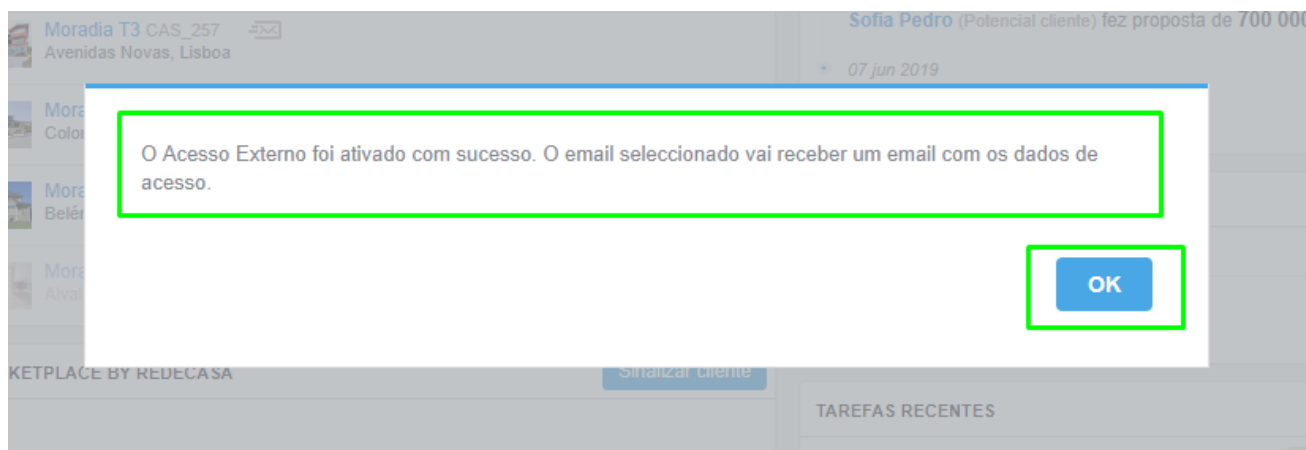 Moradia T3 CAS_257
Avenidas Novas, Lisboa
Sofia Pedro (Potencial cliente) fez proposta de 700 000
07 jun 2019
O Acesso Externo foi ativado com sucesso. O email seleccionado vai receber um email com os dados de
acesso.
OK
KETPLACE BY REDECASA
Sinalizar cliente
TAREFAS RECENTES